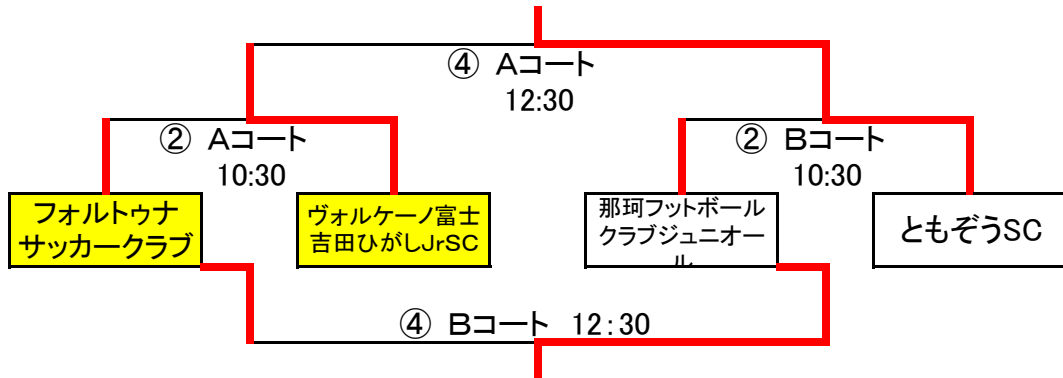 ④ Aコート
12:30
② Aコート
10:30
② Bコート
10:30
フォルトゥナ
サッカークラブ
ヴォルケーノ富士
吉田ひがしJrSC
那珂フットボール
クラブジュニオー
ル
ともぞうSC
④ Bコート 12:30